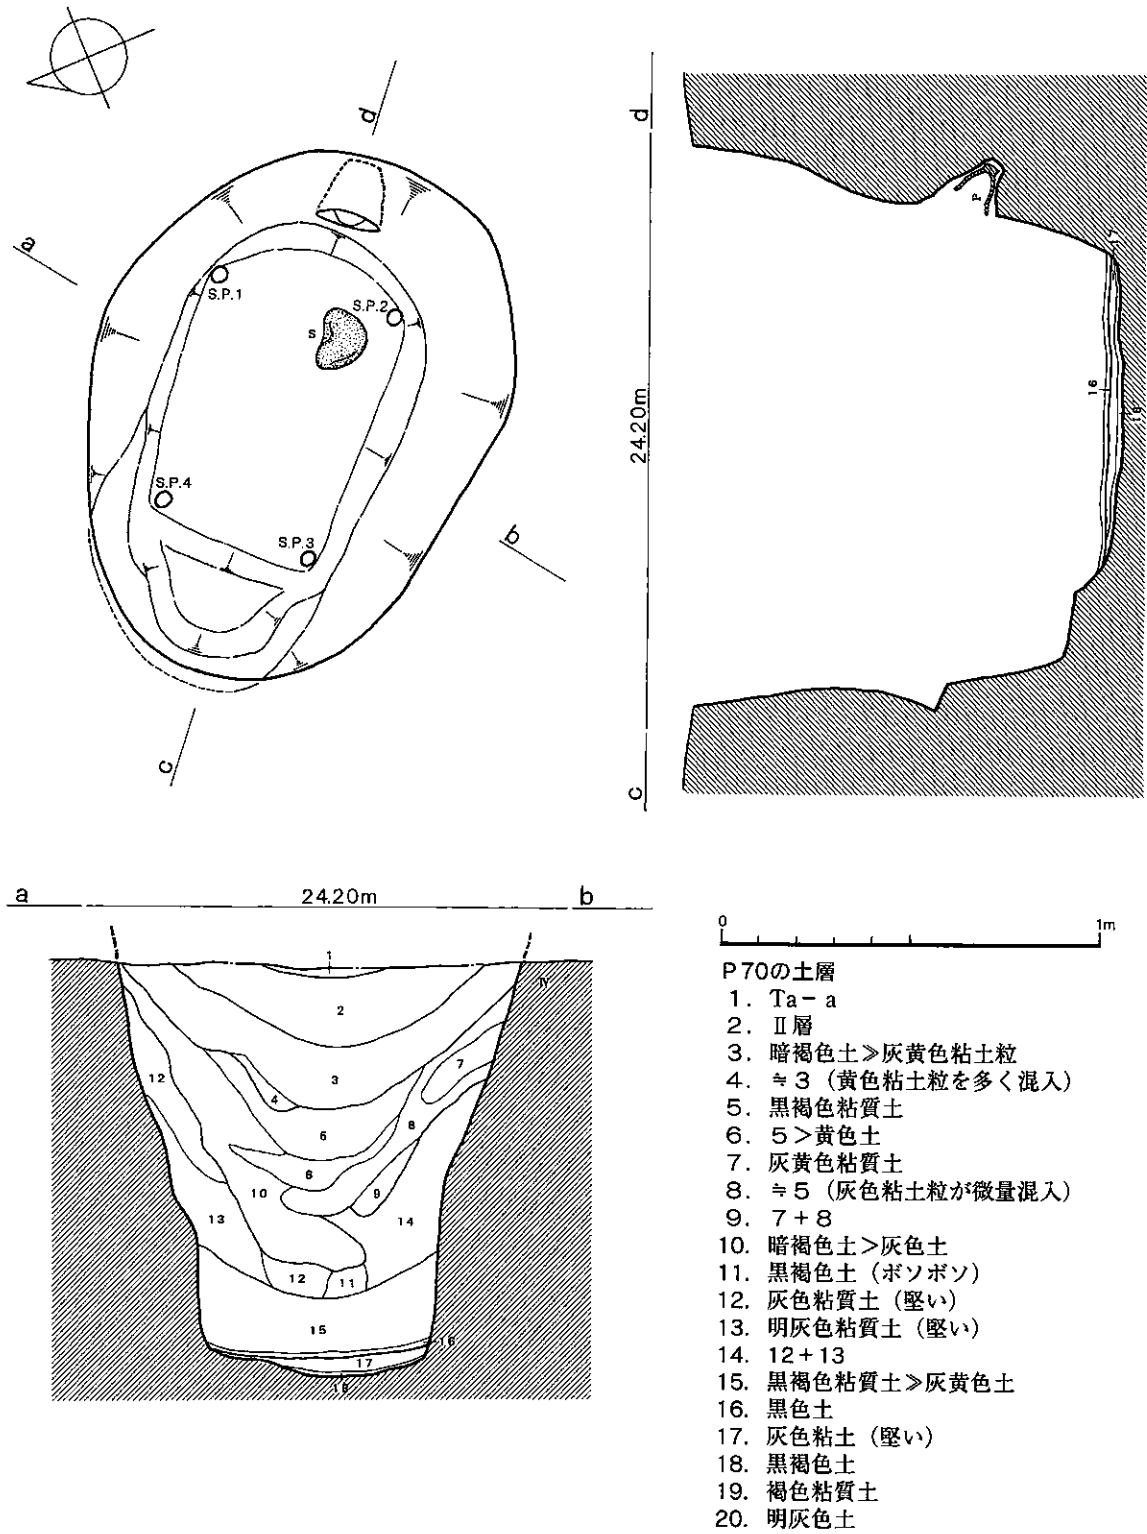 d
a
S.P.1
S.P.2
S
S.P.4
S.P.3
b
c
d
P
17
16
18
24.20m
c
a 24.20m b
1
IV
2
3
7
12
4
5
8
6
10
9
13
14
12
11
15
16
17
18
0 1m
P70の土層
1. Ta-a
2. Ⅱ層
3. 暗褐色土≫灰黄色粘土粒
4. ≒3(黄色粘土粒を多く混入)
5. 黒褐色粘質土
6. 5>黄色土
7. 灰黄色粘質土
8. ≒5(灰色粘土粒が微量混入)
9. 7+8
10. 暗褐色土>灰色土
11. 黒褐色土(ボソボソ)
12. 灰色粘質土(堅い)
13. 明灰色粘質土(堅い)
14. 12+13
15. 黒褐色粘質土≫灰黄色土
16. 黒色土
17. 灰色粘土(堅い)
18. 黒褐色土
19. 褐色粘質土
20. 明灰色土